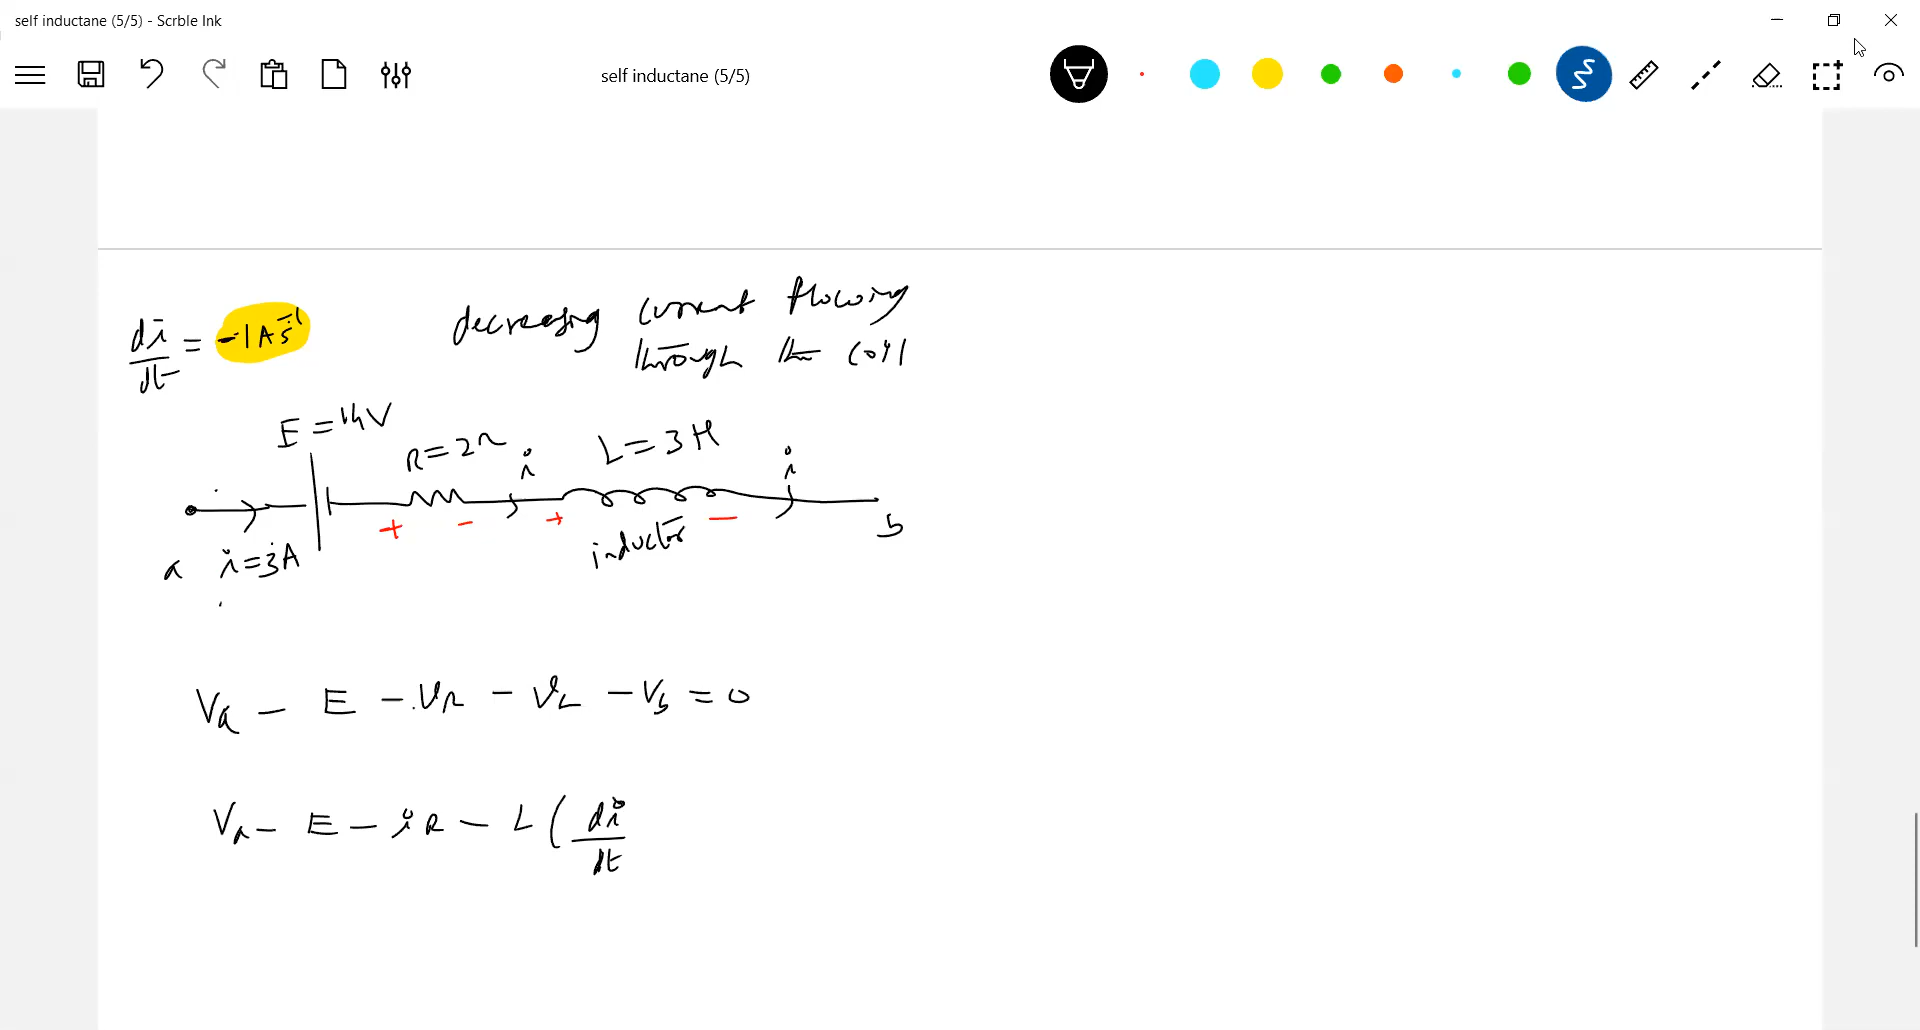 self inductane (5/5) - Scrble Ink
self inductane (5/5)
di/dt = -1 A s⁻¹
decreasing current flowing
through the coil
E = 14V
R = 2Ω
i
L = 3H
i
+ - + -
inductor
a
i = 3A
b
Va - E - VR - VL - Vb = 0
Va - E - iR - L ( di/dt